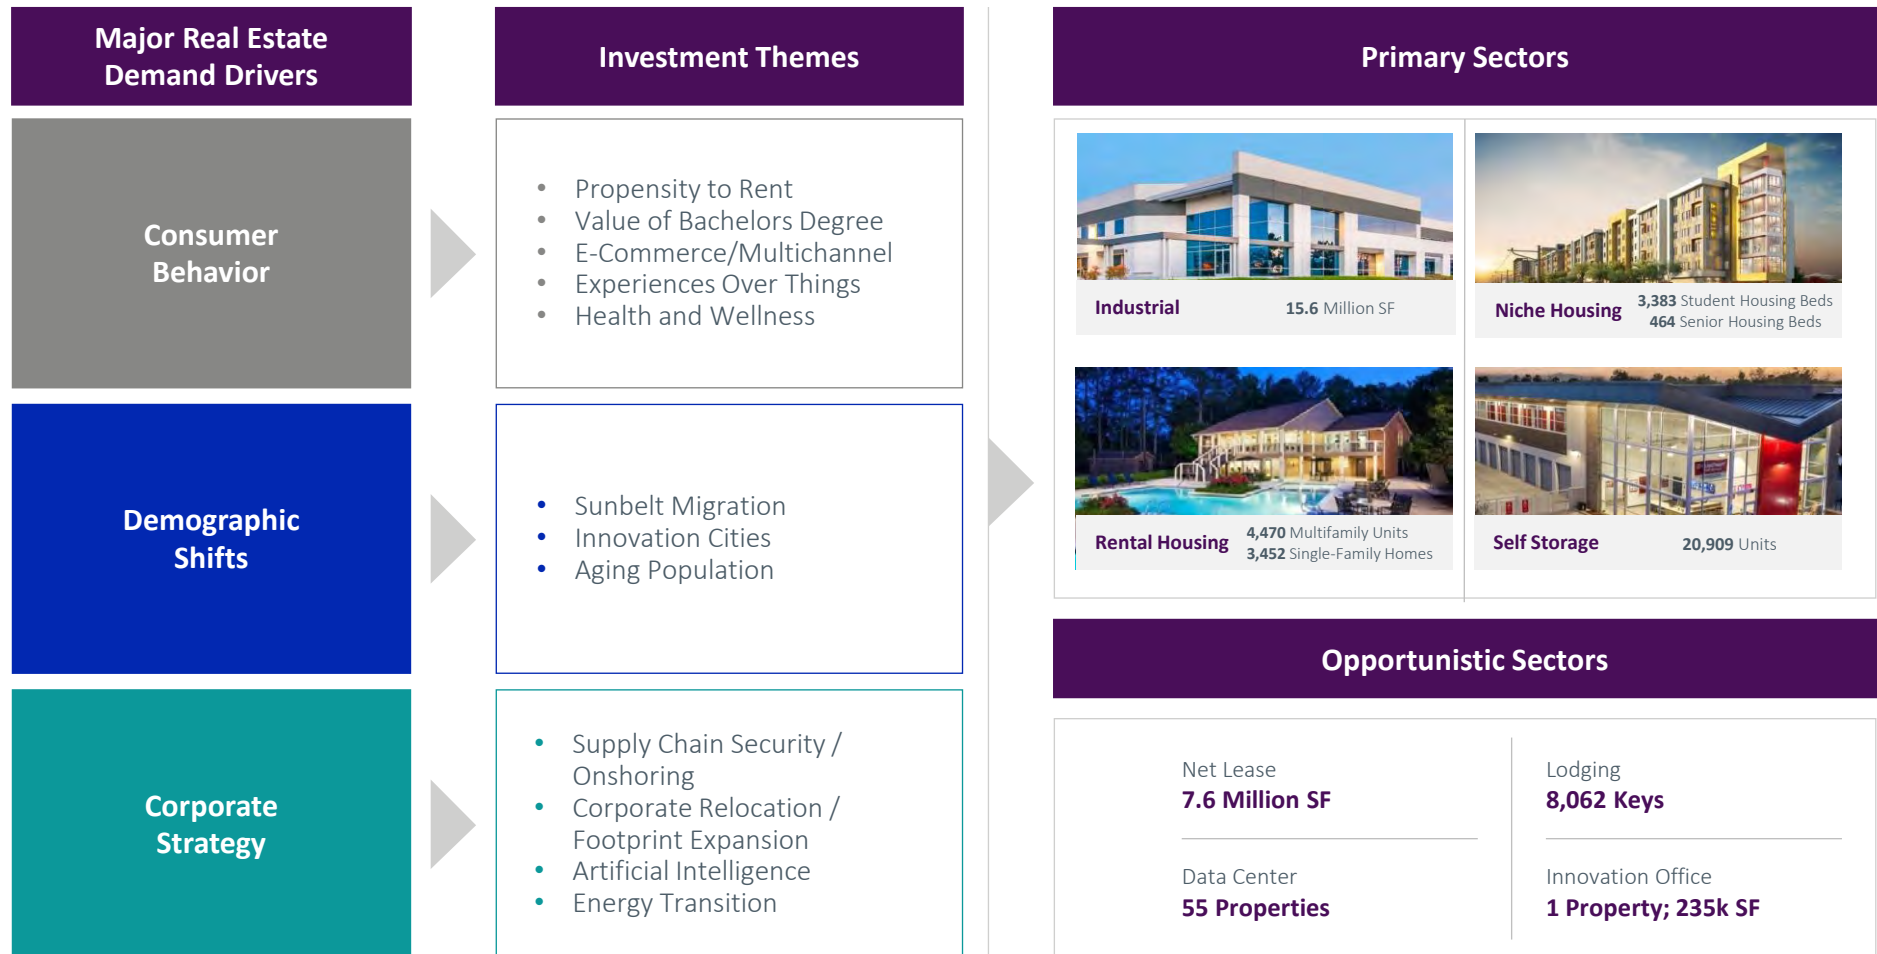 Major Real Estate
Demand Drivers
Investment Themes
Primary Sectors
Consumer
Behavior
• Propensity to Rent
• Value of Bachelors Degree
• E-Commerce/Multichannel
• Experiences Over Things
• Health and Wellness
Industrial 15.6 Million SF
Niche Housing 3,383 Student Housing Beds
464 Senior Housing Beds
Rental Housing 4,470 Multifamily Units
3,452 Single-Family Homes
Self Storage 20,909 Units
Demographic
Shifts
• Sunbelt Migration
• Innovation Cities
• Aging Population
Corporate
Strategy
• Supply Chain Security /
Onshoring
• Corporate Relocation /
Footprint Expansion
• Artificial Intelligence
• Energy Transition
Opportunistic Sectors
Net Lease
7.6 Million SF
Lodging
8,062 Keys
Data Center
55 Properties
Innovation Office
1 Property; 235k SF